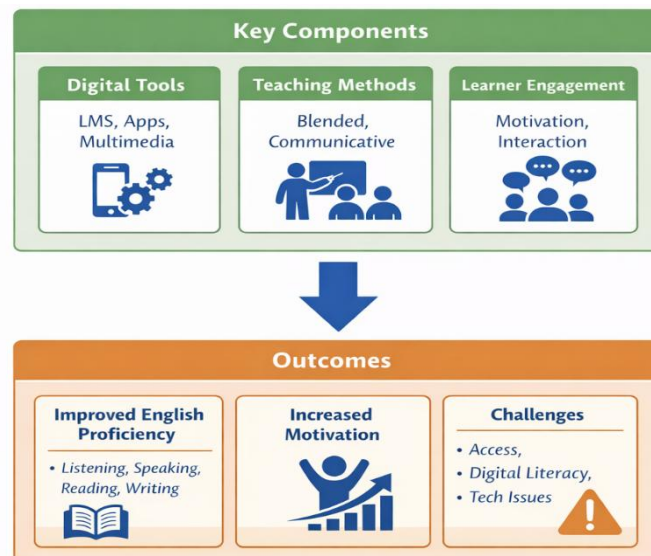 Key Components
Digital Tools
LMS, Apps,
Multimedia
Teaching Methods
Blended,
Communicative
Learner Engagement
Motivation,
Interaction
Outcomes
Improved English
Proficiency
• Listening, Speaking,
Reading, Writing
Increased
Motivation
Challenges
• Access,
• Digital Literacy,
• Tech Issues
!